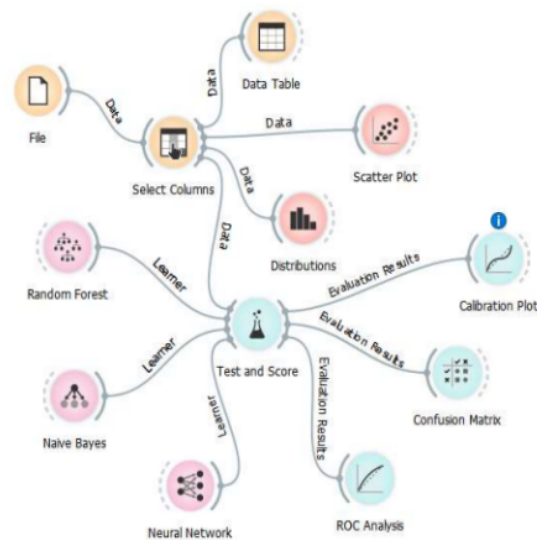 Data Table
Data
File
Data
Select Columns
Data
Scatter Plot
Data
Distributions
Data
Random Forest
Learner
Evaluation Results
Calibration Plot
Learner
Test and Score
Evaluation Results
Confusion Matrix
Naive Bayes
Learner
Evaluation Results
Neural Network
ROC Analysis